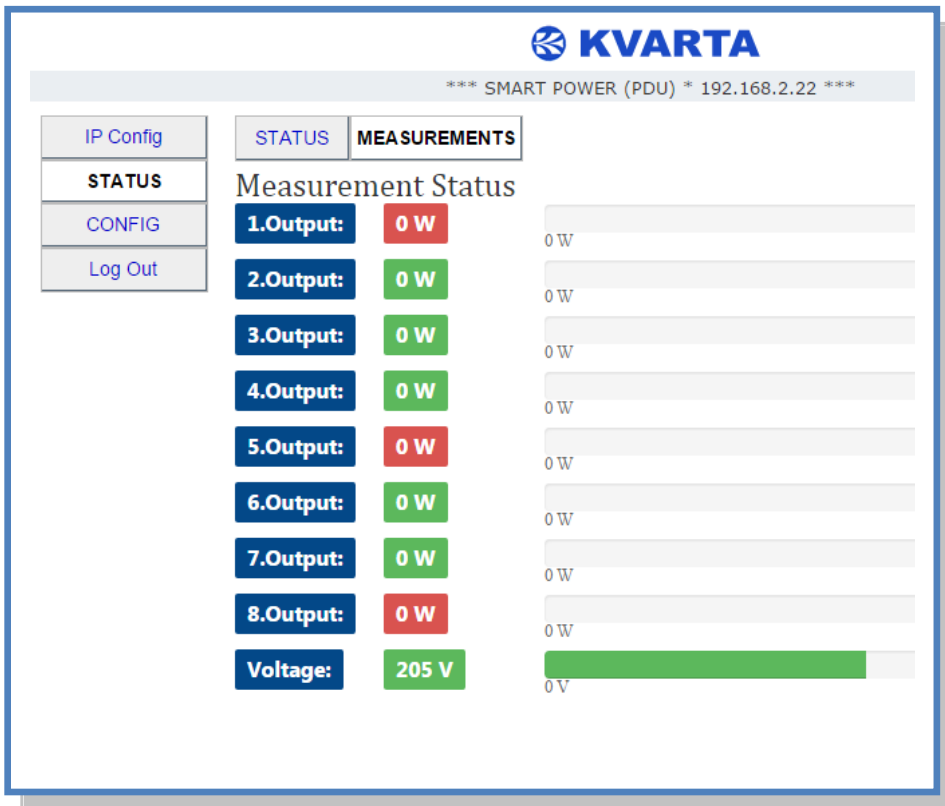 KVARTA
*** SMART POWER (PDU) * 192.168.2.22 ***
IP Config
STATUS
CONFIG
Log Out
STATUS
MEASUREMENTS
Measurement Status
1.Output: 0 W
0 W
2.Output: 0 W
0 W
3.Output: 0 W
0 W
4.Output: 0 W
0 W
5.Output: 0 W
0 W
6.Output: 0 W
0 W
7.Output: 0 W
0 W
8.Output: 0 W
0 W
Voltage: 205 V
0 V